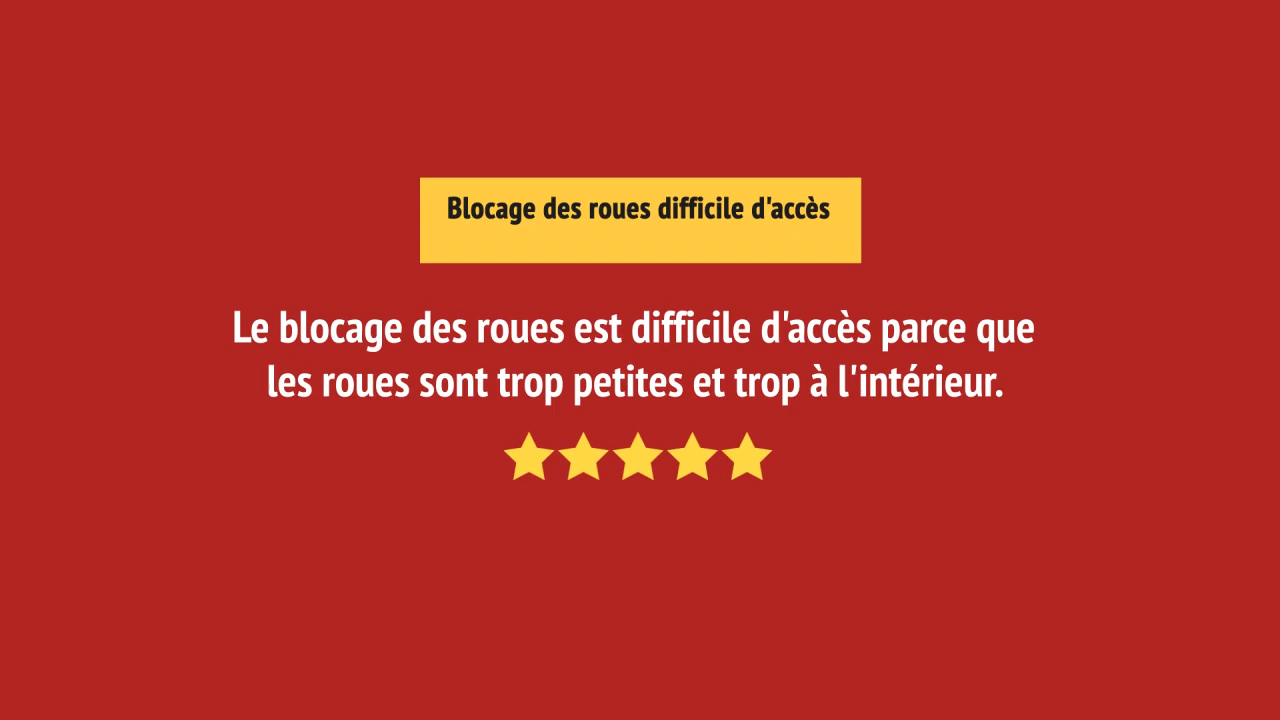 Blocage des roues difficile d'accès
Le blocage des roues est difficile d'accès parce que
les roues sont trop petites et trop à l'intérieur.